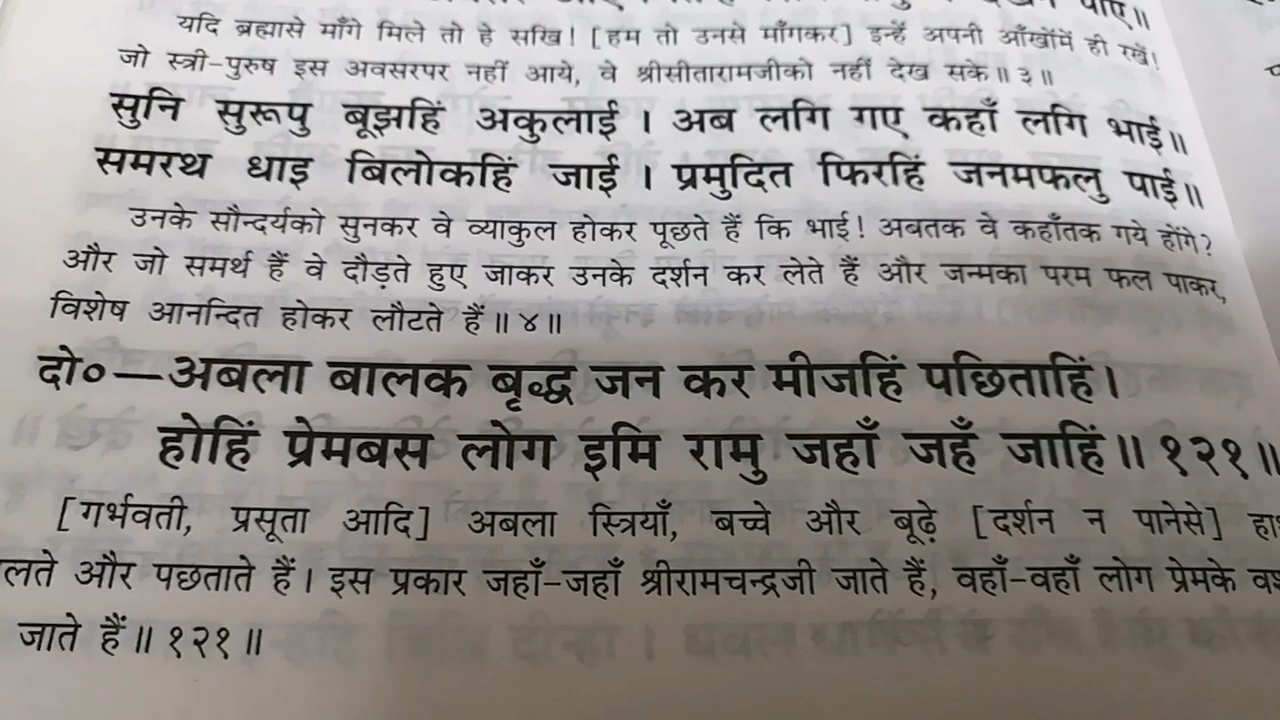 पाए॥
यदि ब्रह्मासे माँगे मिले तो हे सखि! [हम तो उनसे माँगकर] इन्हें अपनी आँखोंमें ही रखें!
जो स्त्री-पुरुष इस अवसरपर नहीं आये, वे श्रीसीतारामजीको नहीं देख सके॥३॥
सुनि सुरूपु बूझहिं अकुलाई। अब लगि गए कहाँ लगि भाई॥
समरथ धाइ बिलोकहिं जाई। प्रमुदित फिरहिं जनमफलु पाई॥
उनके सौन्दर्यको सुनकर वे व्याकुल होकर पूछते हैं कि भाई! अबतक वे कहाँतक गये होंगे?
और जो समर्थ हैं वे दौड़ते हुए जाकर उनके दर्शन कर लेते हैं और जन्मका परम फल पाकर,
विशेष आनन्दित होकर लौटते हैं॥४॥
दो०—अबला बालक बृद्ध जन कर मीजहिं पछिताहिं।
होहिं प्रेमबस लोग इमि रामु जहाँ जहँ जाहिं॥१२१॥
[गर्भवती, प्रसूता आदि] अबला स्त्रियाँ, बच्चे और बूढ़े [दर्शन न पानेसे]
लते और पछताते हैं। इस प्रकार जहाँ-जहाँ श्रीरामचन्द्रजी जाते हैं, वहाँ-वहाँ लोग प्रेमके
जाते हैं॥१२१॥